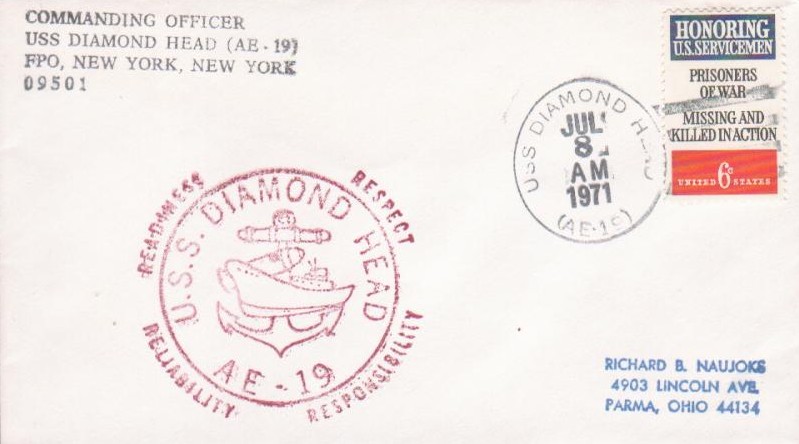 COMMANDING OFFICER
USS DIAMOND HEAD (AE-19)
FPO, NEW YORK, NEW YORK
09501
HONORING
U.S. SERVICEMEN
PRISONERS
OF WAR
MISSING AND
KILLED IN ACTION
UNITED 6c STATES
USS DIAMOND HEAD
JUL
8
AM
1971
(AE-19)
READINESS
RESPECT
U.S.S. DIAMOND HEAD
AE-19
RELIABILITY
RESPONSIBILITY
RICHARD B. NAUJOKS
4903 LINCOLN AVE.
PARMA, OHIO 44134